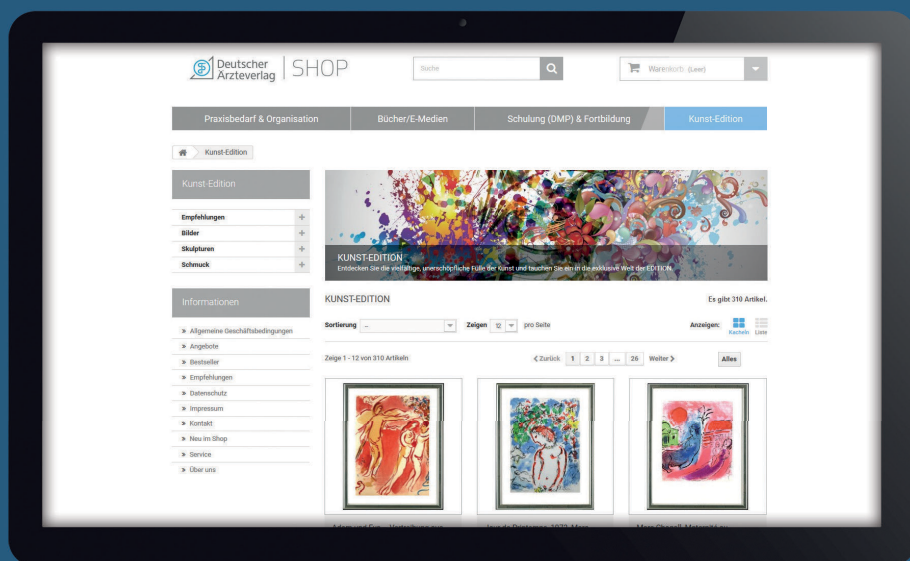 Deutscher
Ärzteverlag
SHOP
Suche
Warenkorb (Leer)
Praxisbedarf & Organisation
Bücher/E-Medien
Schulung (DMP) & Fortbildung
Kunst-Edition
Kunst-Edition
Kunst-Edition
Empfehlungen +
Bilder +
Skulpturen +
Schmuck +
Informationen
» Allgemeine Geschäftsbedingungen
» Angebote
» Bestseller
» Empfehlungen
» Datenschutz
» Impressum
» Kontakt
» Neu im Shop
» Service
» Über uns
KUNST-EDITION
Entdecken Sie die vielfältige, unerschöpfliche Fülle der Kunst und tauchen Sie ein in die exklusive Welt der EDITION
KUNST-EDITION
Es gibt 310 Artikel.
Sortierung -- Zeigen 12 pro Seite
Anzeigen: Kacheln Liste
Zeige 1 - 12 von 310 Artikeln
Zurück 1 2 3 ... 26 Weiter
Alles